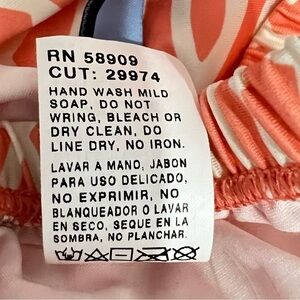 RN 58909
CUT: 29974
HAND WASH MILD
SOAP, DO NOT
WRING, BLEACH OR
DRY CLEAN, DO
LINE DRY, NO IRON.
LAVAR A MANO, JABON
PARA USO DELICADO,
NO EXPRIMIR, NO
BLANQUEADOR O LAVAR
EN SECO, SEQUE EN LA
SOMBRA, NO PLANCHAR.